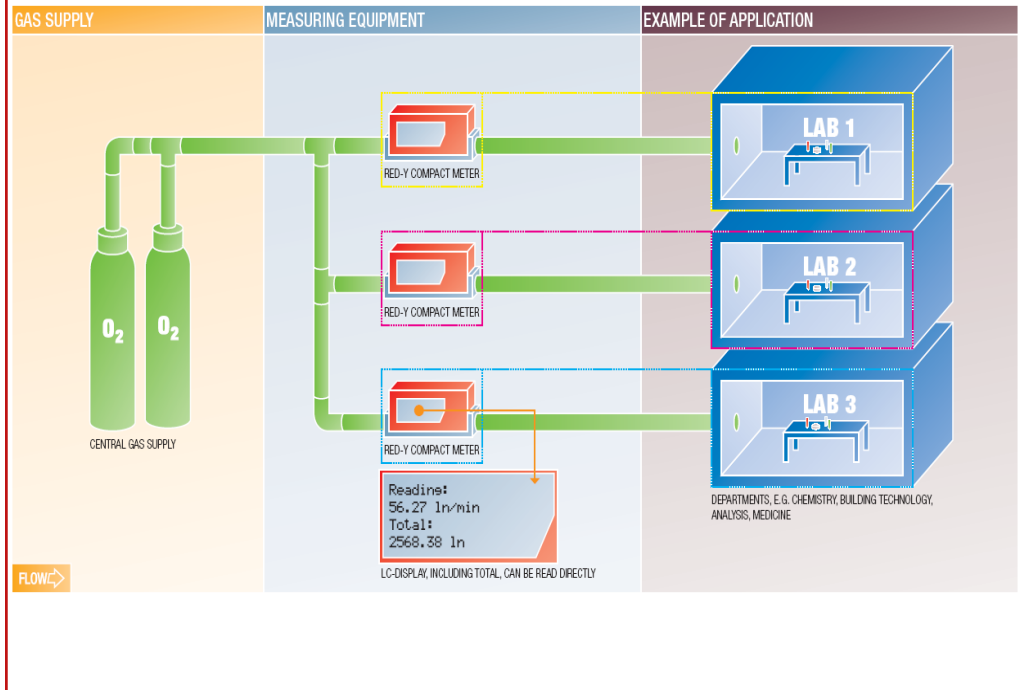 GAS SUPPLY
MEASURING EQUIPMENT
EXAMPLE OF APPLICATION
O2
O2
CENTRAL GAS SUPPLY
RED-Y COMPACT METER
LAB 1
RED-Y COMPACT METER
LAB 2
RED-Y COMPACT METER
LAB 3
Reading:
56.27 ln/min
Total:
2568.38 ln
LC-DISPLAY, INCLUDING TOTAL, CAN BE READ DIRECTLY
DEPARTMENTS, E.G. CHEMISTRY, BUILDING TECHNOLOGY,
ANALYSIS, MEDICINE
FLOW